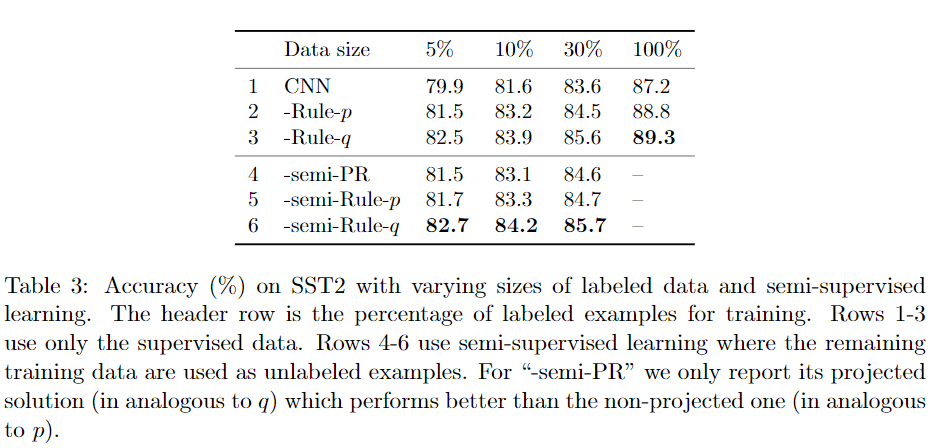 Data size 5% 10% 30% 100%
1 CNN 79.9 81.6 83.6 87.2
2 -Rule-p 81.5 83.2 84.5 88.8
3 -Rule-q 82.5 83.9 85.6 89.3
4 -semi-PR 81.5 83.1 84.6 –
5 -semi-Rule-p 81.7 83.3 84.7 –
6 -semi-Rule-q 82.7 84.2 85.7 –
Table 3: Accuracy (%) on SST2 with varying sizes of labeled data and semi-supervised
learning. The header row is the percentage of labeled examples for training. Rows 1-3
use only the supervised data. Rows 4-6 use semi-supervised learning where the remaining
training data are used as unlabeled examples. For “-semi-PR” we only report its projected
solution (in analogous to q) which performs better than the non-projected one (in analogous
to p).